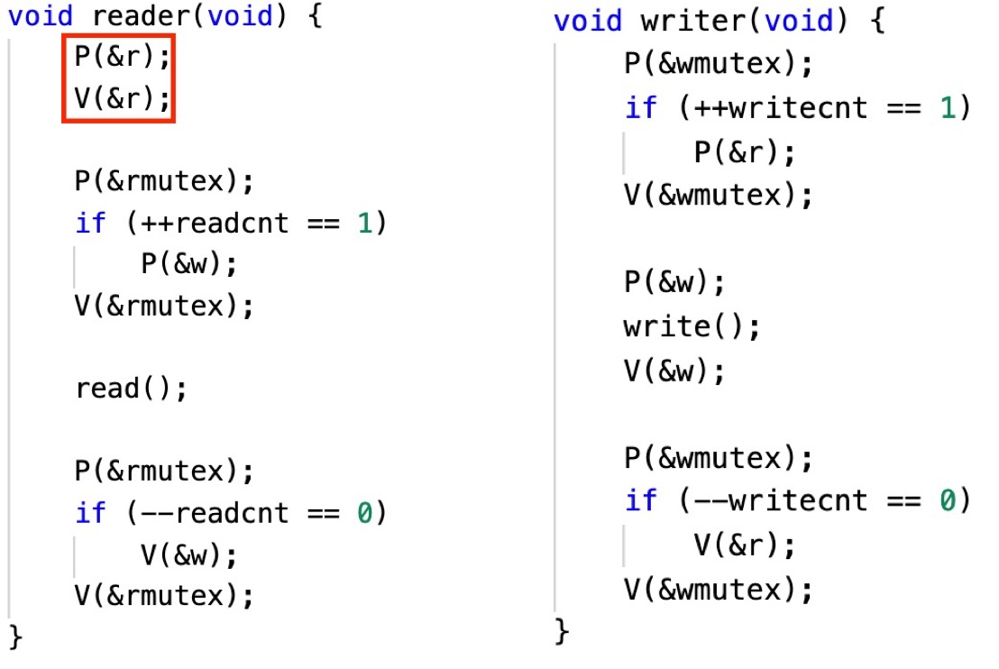 void reader(void) {
    P(&r);
    V(&r);

    P(&rmutex);
    if (++readcnt == 1)
        P(&w);
    V(&rmutex);

    read();

    P(&rmutex);
    if (--readcnt == 0)
        V(&w);
    V(&rmutex);
}
void writer(void) {
    P(&wmutex);
    if (++writecnt == 1)
        P(&r);
    V(&wmutex);

    P(&w);
    write();
    V(&w);

    P(&wmutex);
    if (--writecnt == 0)
        V(&r);
    V(&wmutex);
}